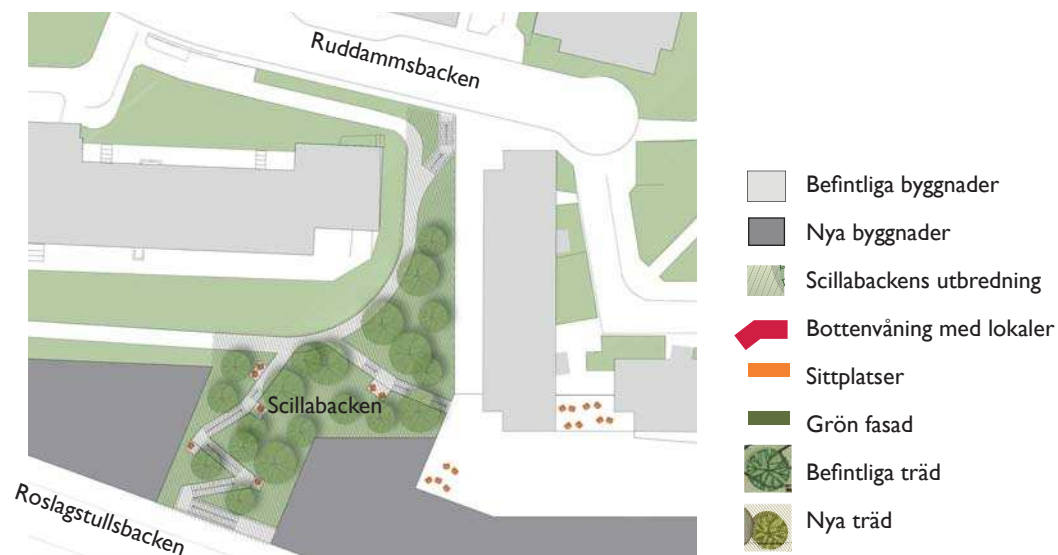 Ruddammsbacken
Scillabacken
Roslagstullsbacken
Befintliga byggnader
Nya byggnader
Scillabackens utbredning
Bottenvåning med lokaler
Sittplatser
Grön fasad
Befintliga träd
Nya träd